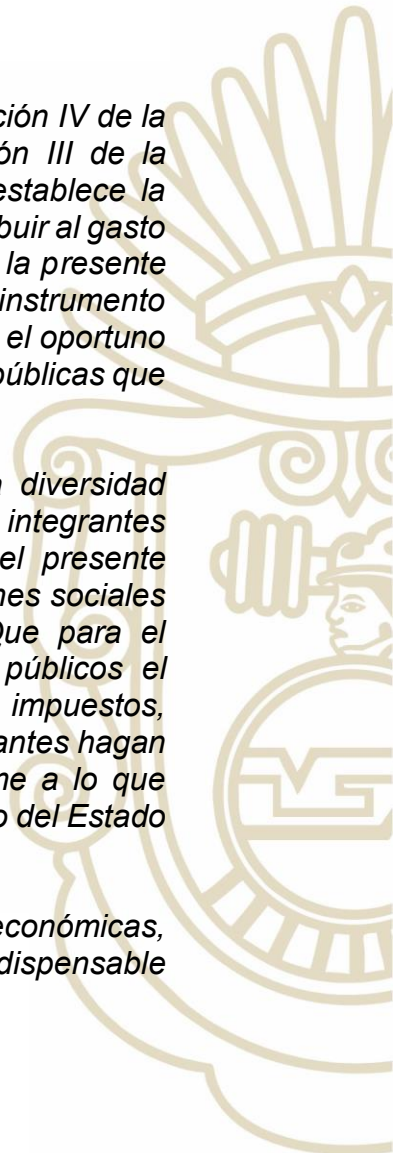 ción IV de la
ón III de la
establece la
buir al gasto
la presente
instrumento
el oportuno
públicas que
diversidad
integrantes
el presente
nes sociales
Que para el
públicos el
impuestos,
antes hagan
me a lo que
o del Estado
económicas,
dispensable